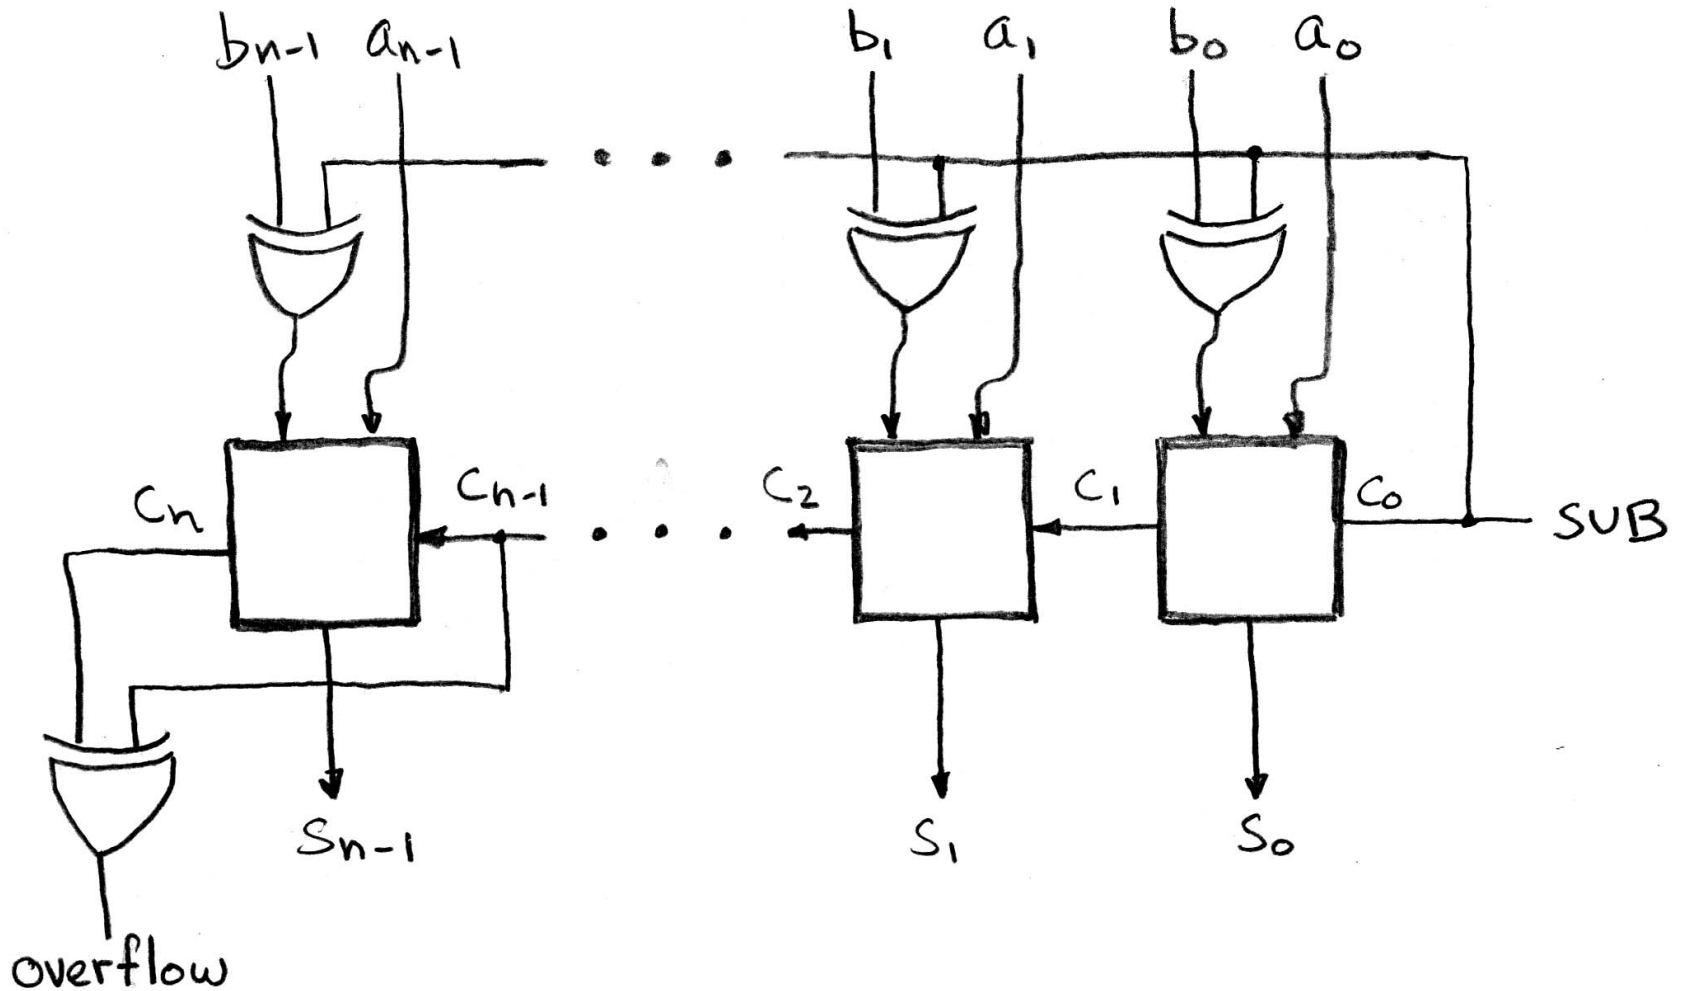 bn-1 an-1 b1 a1 b0 a0
Cn Cn-1 C2 C1 C0 SUB
Sn-1 S1 S0
overflow